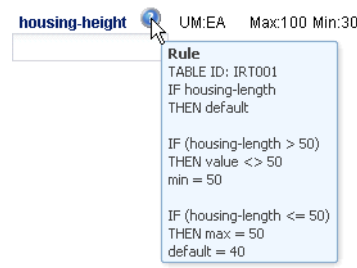 housing-height UM:EA Max:100 Min:30
Rule
TABLE ID: IRT001
IF housing-length
THEN default
IF (housing-length > 50)
THEN value <> 50
min = 50
IF (housing-length <= 50)
THEN max = 50
default = 40